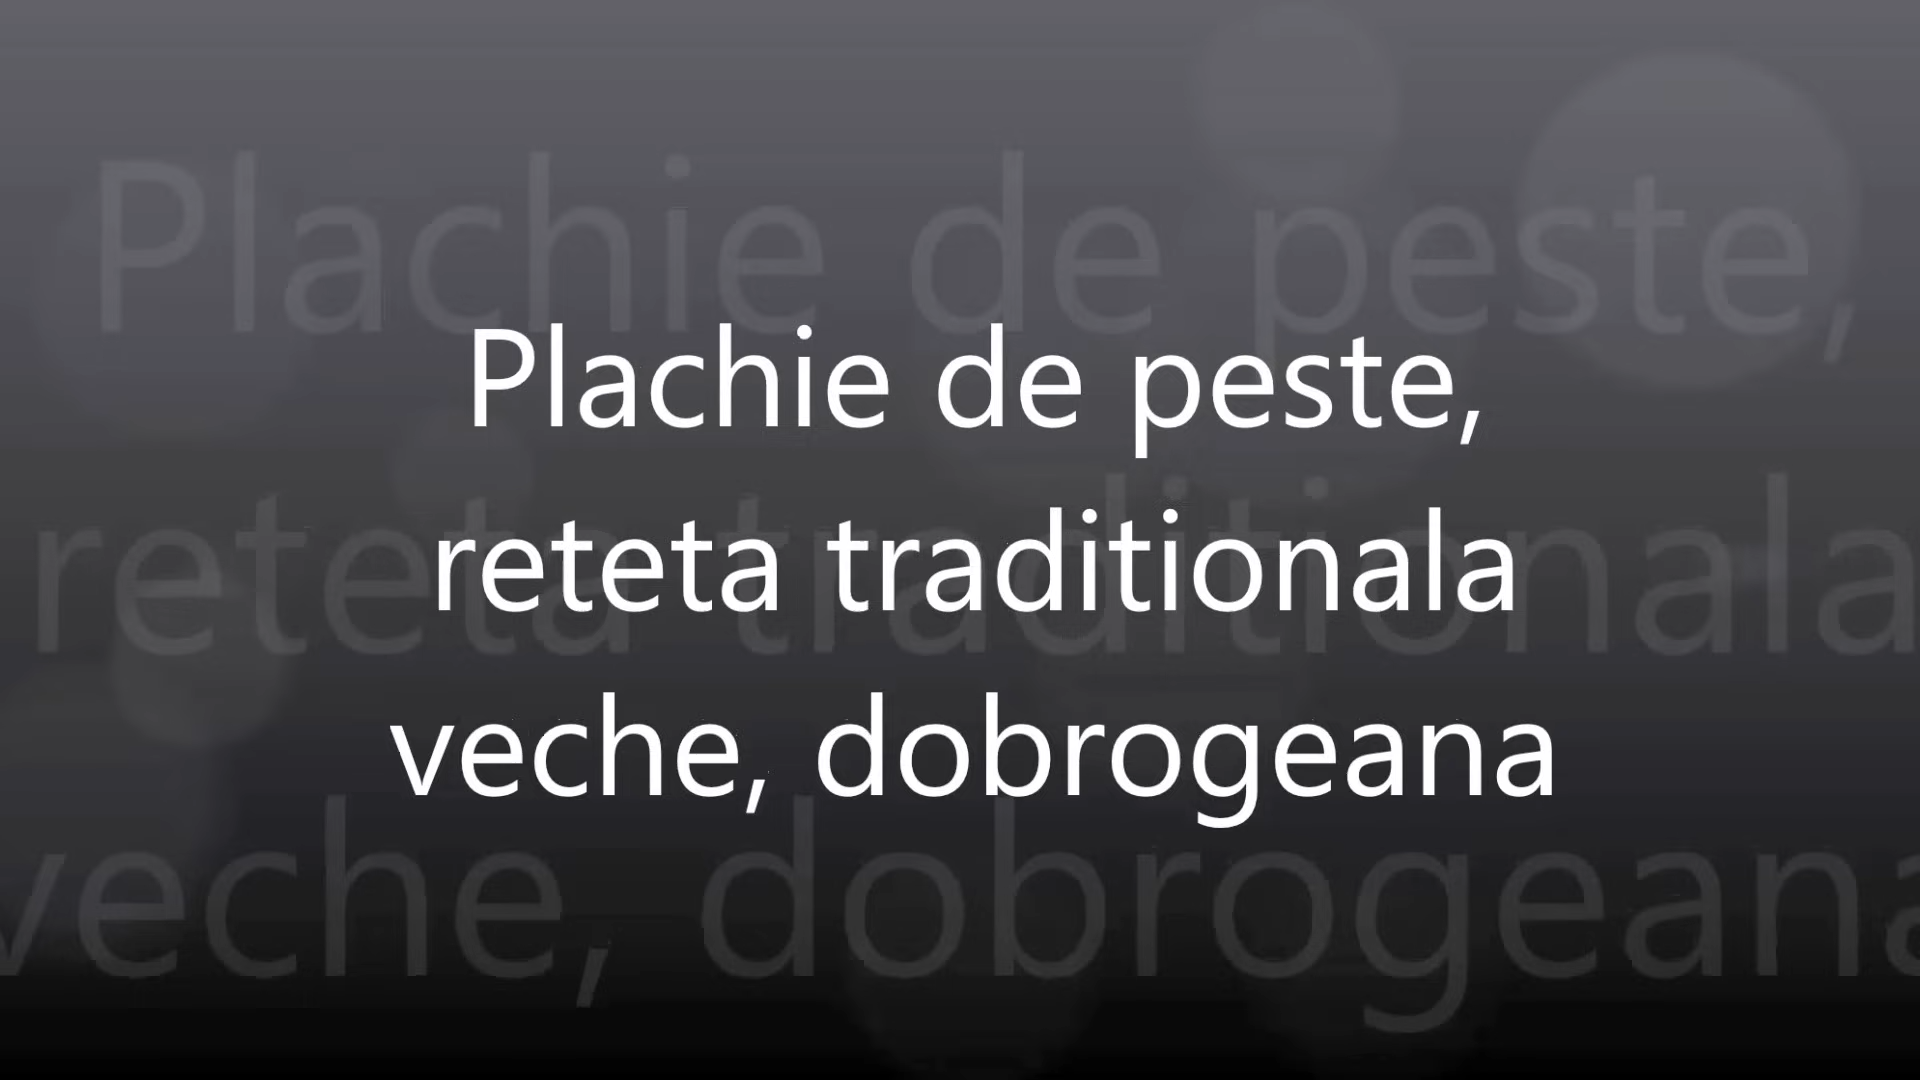 Plachie de peste,
reteta traditionala
veche, dobrogeana